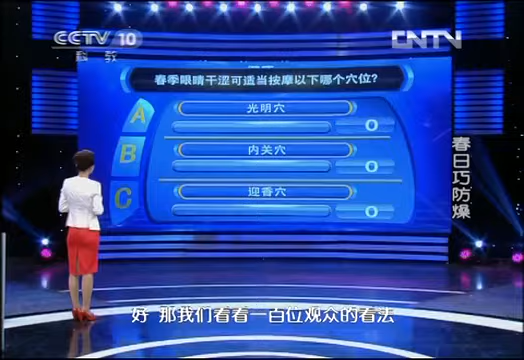 CCTV 10
科教
CNTV
春季眼睛干涩可适当按摩以下哪个穴位?
A
光明穴
0
B
内关穴
0
C
迎香穴
0
春日巧防燥
好 那我们看看一百位观众的看法